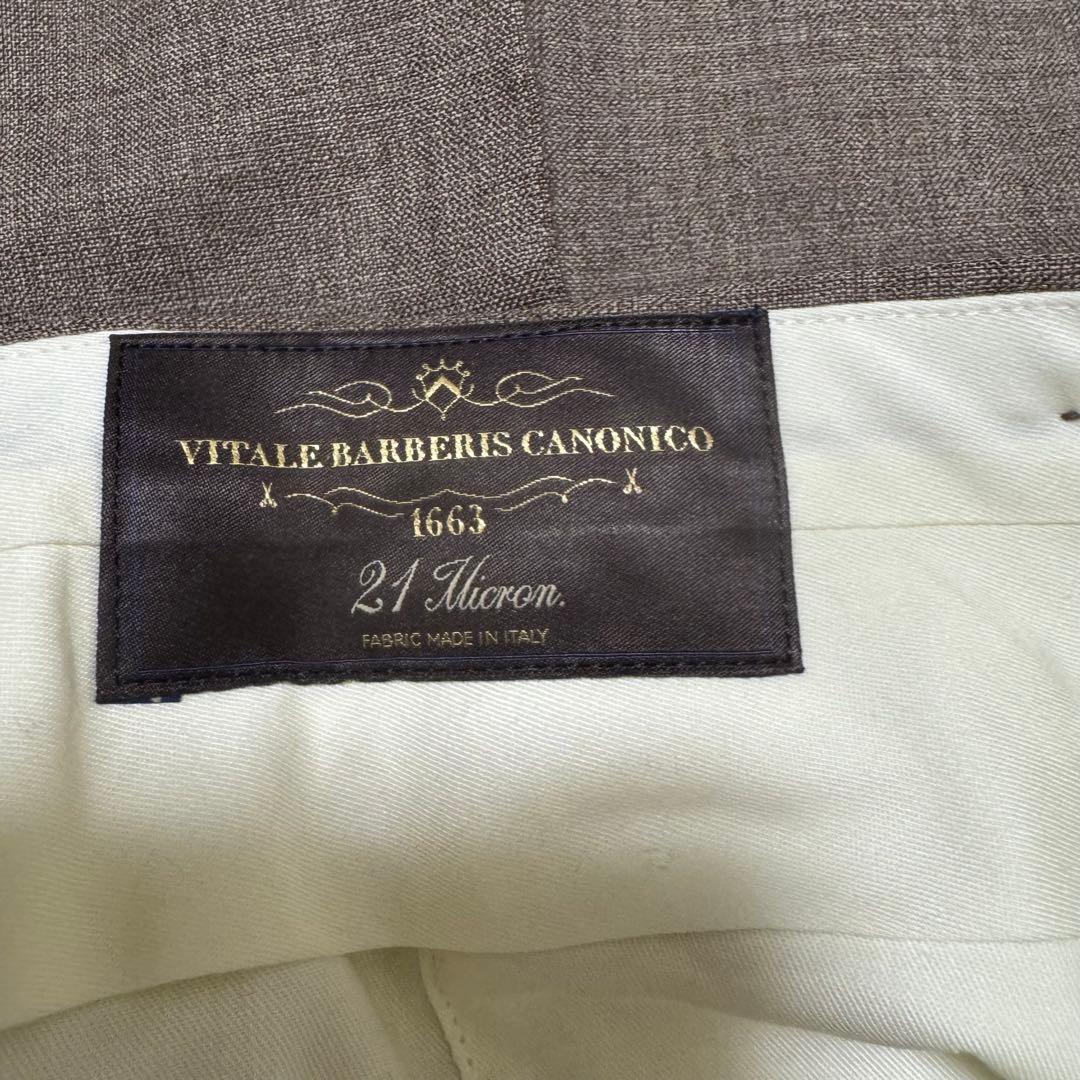 VITALE BARBERIS CANONICO
1663
21 Micron.
FABRIC MADE IN ITALY